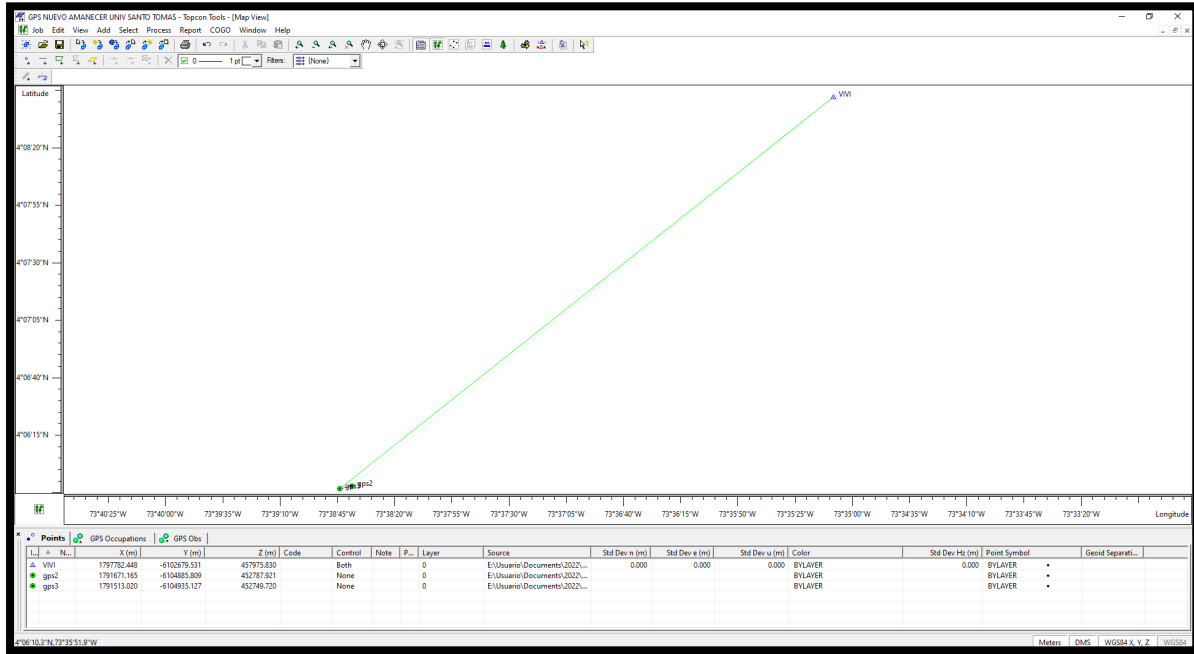 GPS NUEVO AMANECER UNIV SANTO TOMAS - Topcon Tools - [Map View]
Job Edit View Add Select Process Report COGO Window Help
0 1 pt Filters: (None)
Latitude
VIVI
4°08'20"N
4°07'55"N
4°07'30"N
4°07'05"N
4°06'40"N
4°06'15"N
gps2
73°40'25"W 73°40'00"W 73°39'35"W 73°39'10"W 73°38'45"W 73°38'20"W 73°37'55"W 73°37'30"W 73°37'05"W 73°36'40"W 73°36'15"W 73°35'50"W 73°35'25"W 73°35'00"W 73°34'35"W 73°34'10"W 73°33'45"W 73°33'20"W Longitude
Points GPS Occupations GPS Obs
I... N... X (m) Y (m) Z (m) Code Control Note P... Layer Source Std Dev n (m) Std Dev e (m) Std Dev u (m) Color Std Dev Hz (m) Point Symbol Geoid Separati...
VIVI 1797782.448 -6102679.531 457975.830 Both 0 E:\Usuario\Documents\2022\... 0.000 0.000 0.000 BYLAYER 0.000 BYLAYER
gps2 1791671.165 -6104885.809 452787.921 None 0 E:\Usuario\Documents\2022\... BYLAYER BYLAYER
gps3 1791513.020 -6104935.127 452749.720 None 0 E:\Usuario\Documents\2022\... BYLAYER BYLAYER
4°06'10.3"N,73°35'51.9"W Meters DMS WGS84 X, Y, Z WGS84